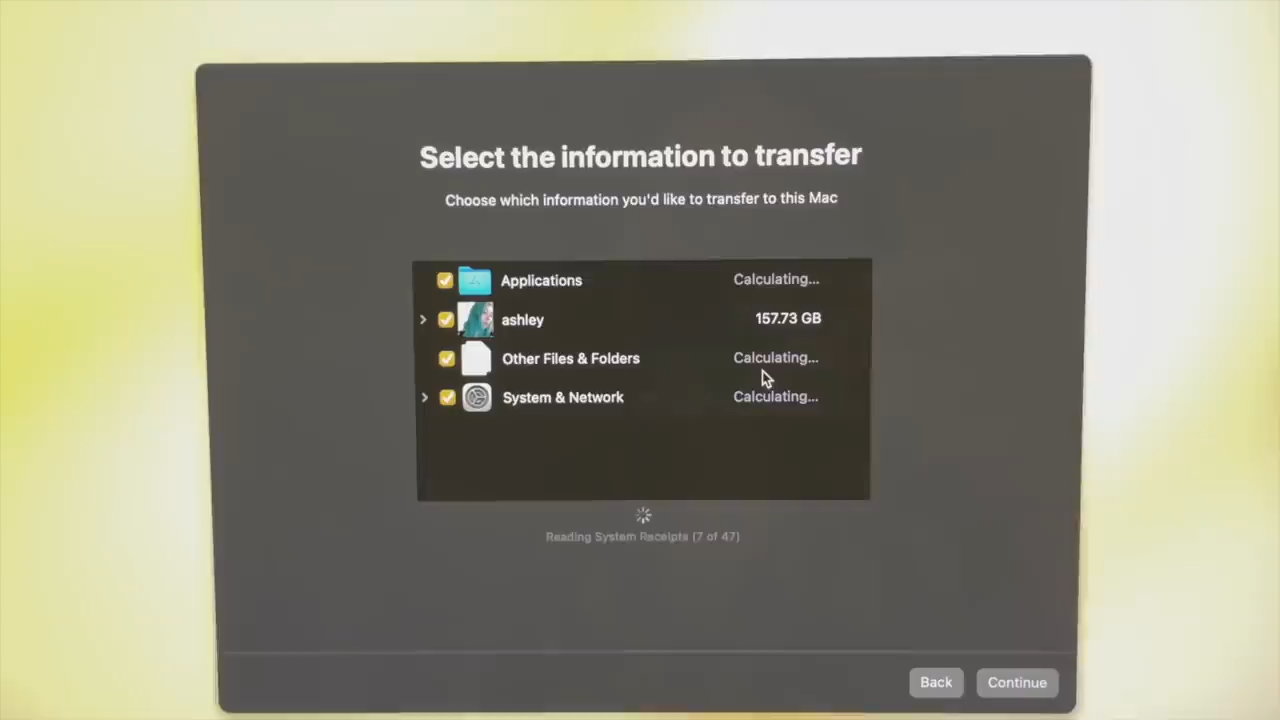 Select the information to transfer
Choose which information you'd like to transfer to this Mac
Applications Calculating...
ashley 157.73 GB
Other Files & Folders Calculating...
System & Network Calculating...
Reading System Receipts (7 of 47)
Back Continue